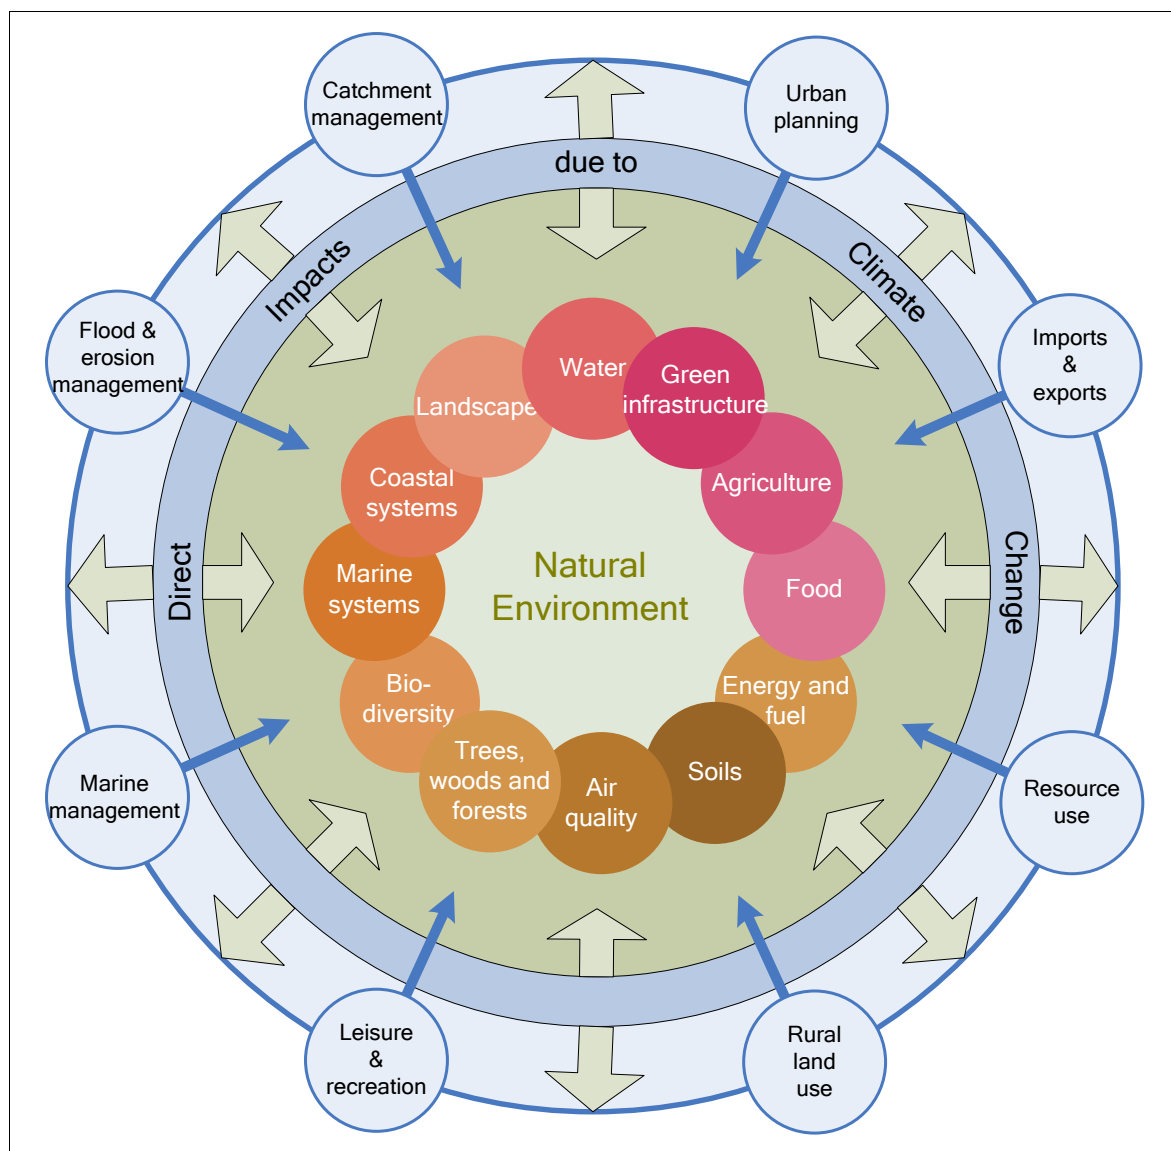 Catchment
management
Urban
planning
due to
Impacts
Climate
Flood &
erosion
management
Imports
&
exports
Water
Green
infrastructure
Landscape
Coastal
systems
Agriculture
Direct
Change
Marine
systems
Natural
Environment
Food
Bio-
diversity
Energy and
fuel
Trees,
woods and
forests
Air
quality
Soils
Marine
management
Resource
use
Leisure
&
recreation
Rural
land
use